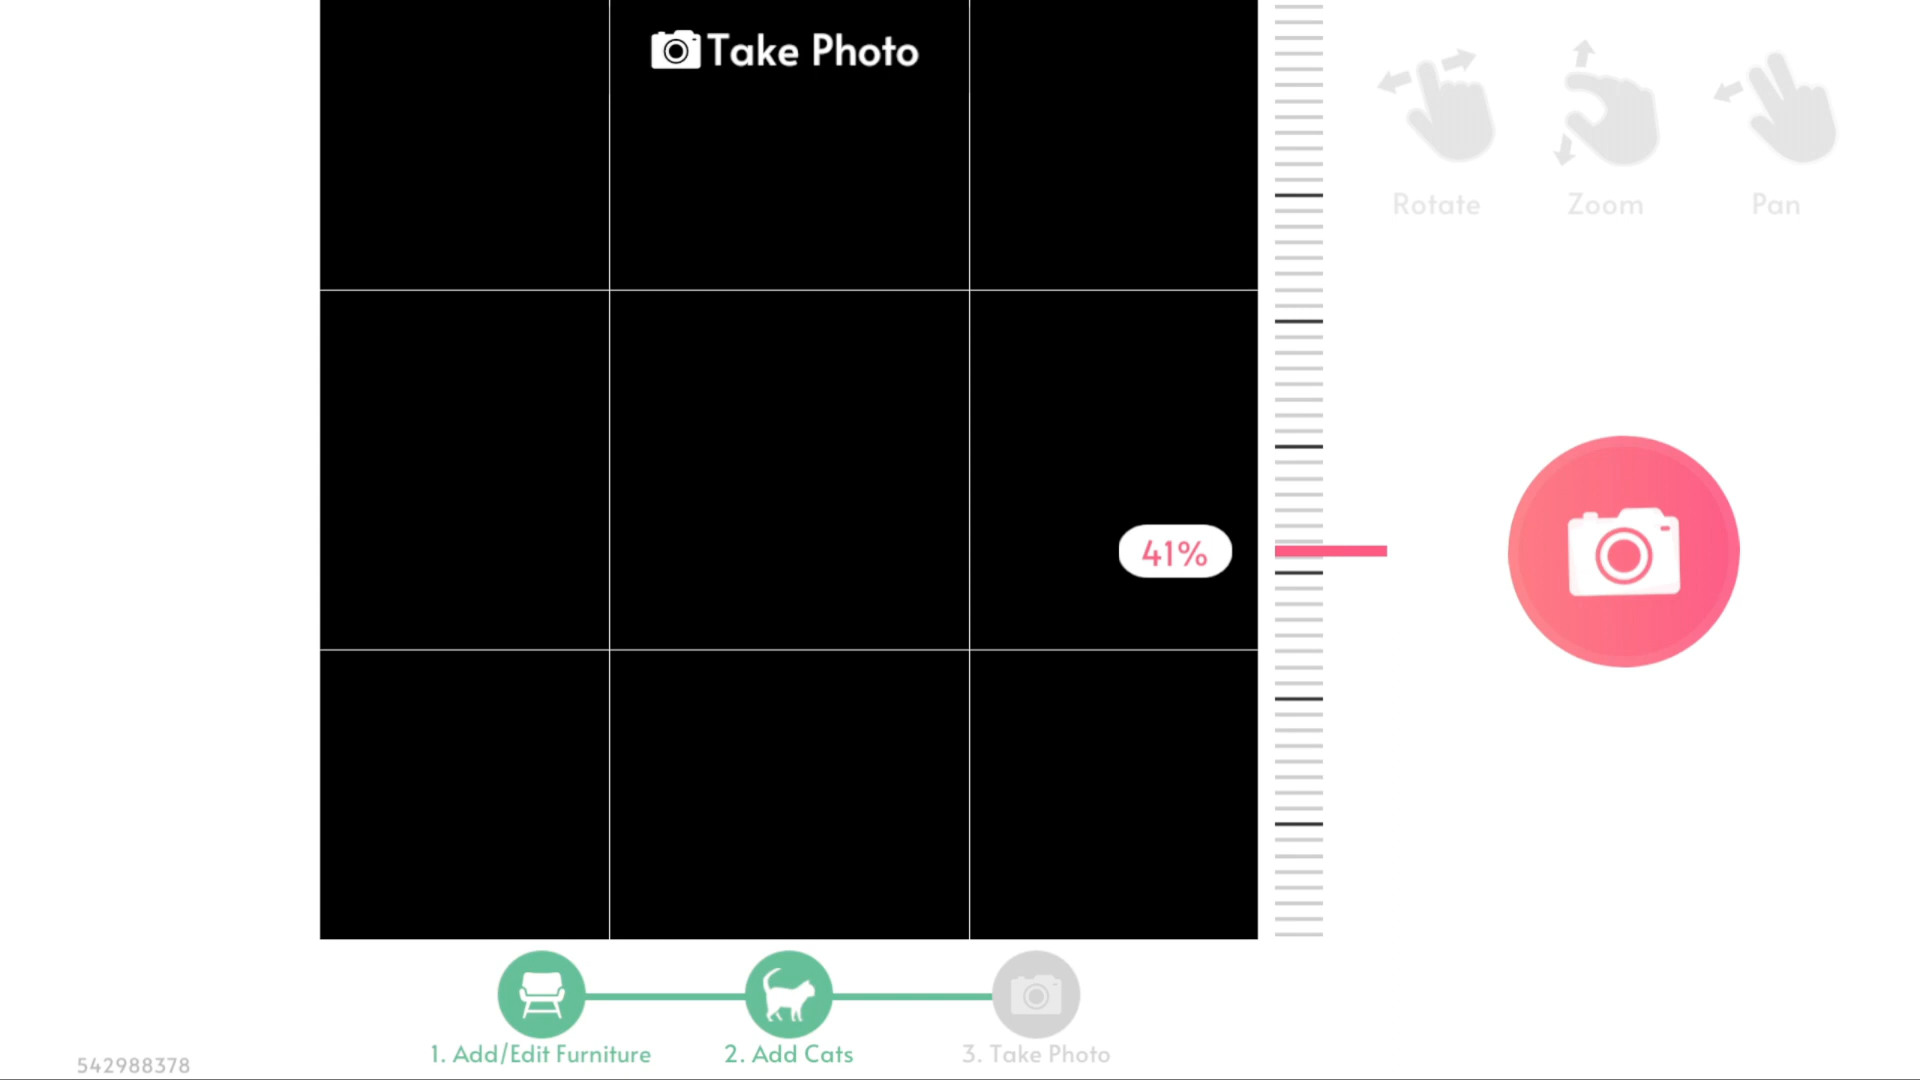 Take Photo
Rotate
Zoom
Pan
41%
1. Add/Edit Furniture
2. Add Cats
3. Take Photo
542988378